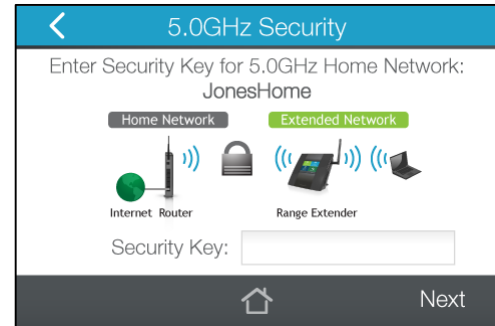 5.0GHz Security
Enter Security Key for 5.0GHz Home Network:
JonesHome
Home Network Extended Network
Internet Router Range Extender
Security Key:
Next